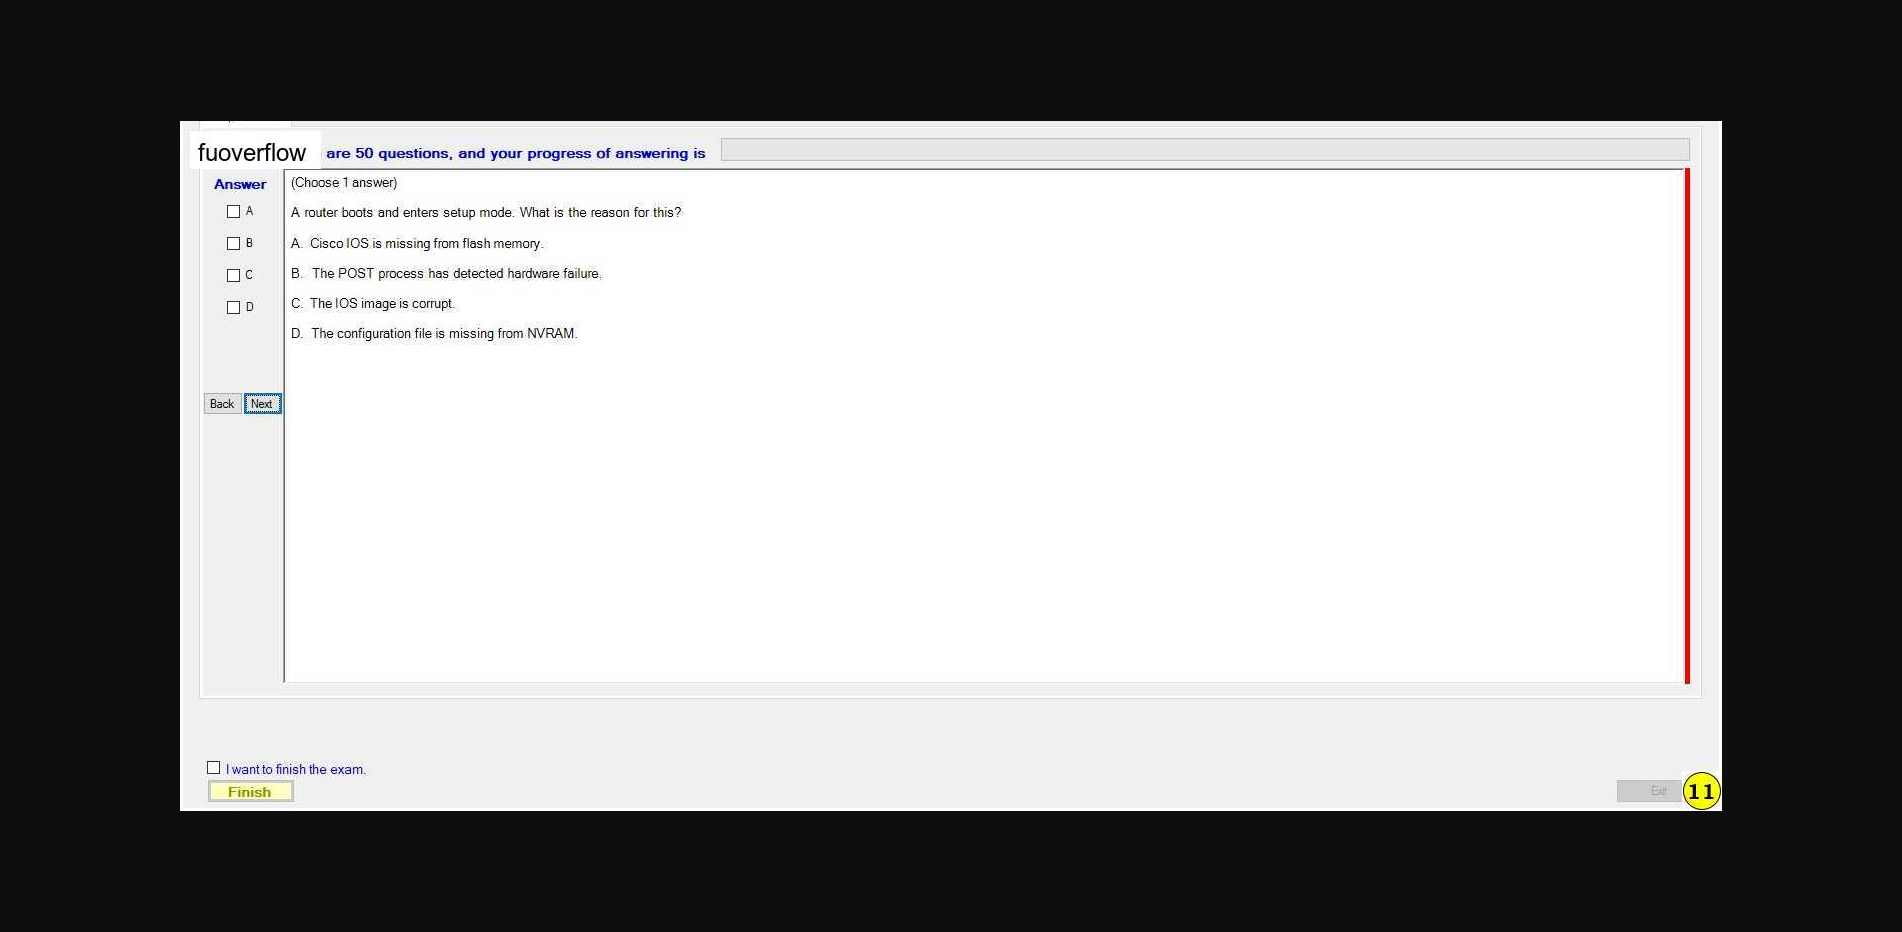 fuoverflow are 50 questions, and your progress of answering is
Answer
(Choose 1 answer)
A
A router boots and enters setup mode. What is the reason for this?
B
A. Cisco IOS is missing from flash memory.
C
B. The POST process has detected hardware failure.
D
C. The IOS image is corrupt.
D. The configuration file is missing from NVRAM.
Back Next
I want to finish the exam.
Finish
Exit
11